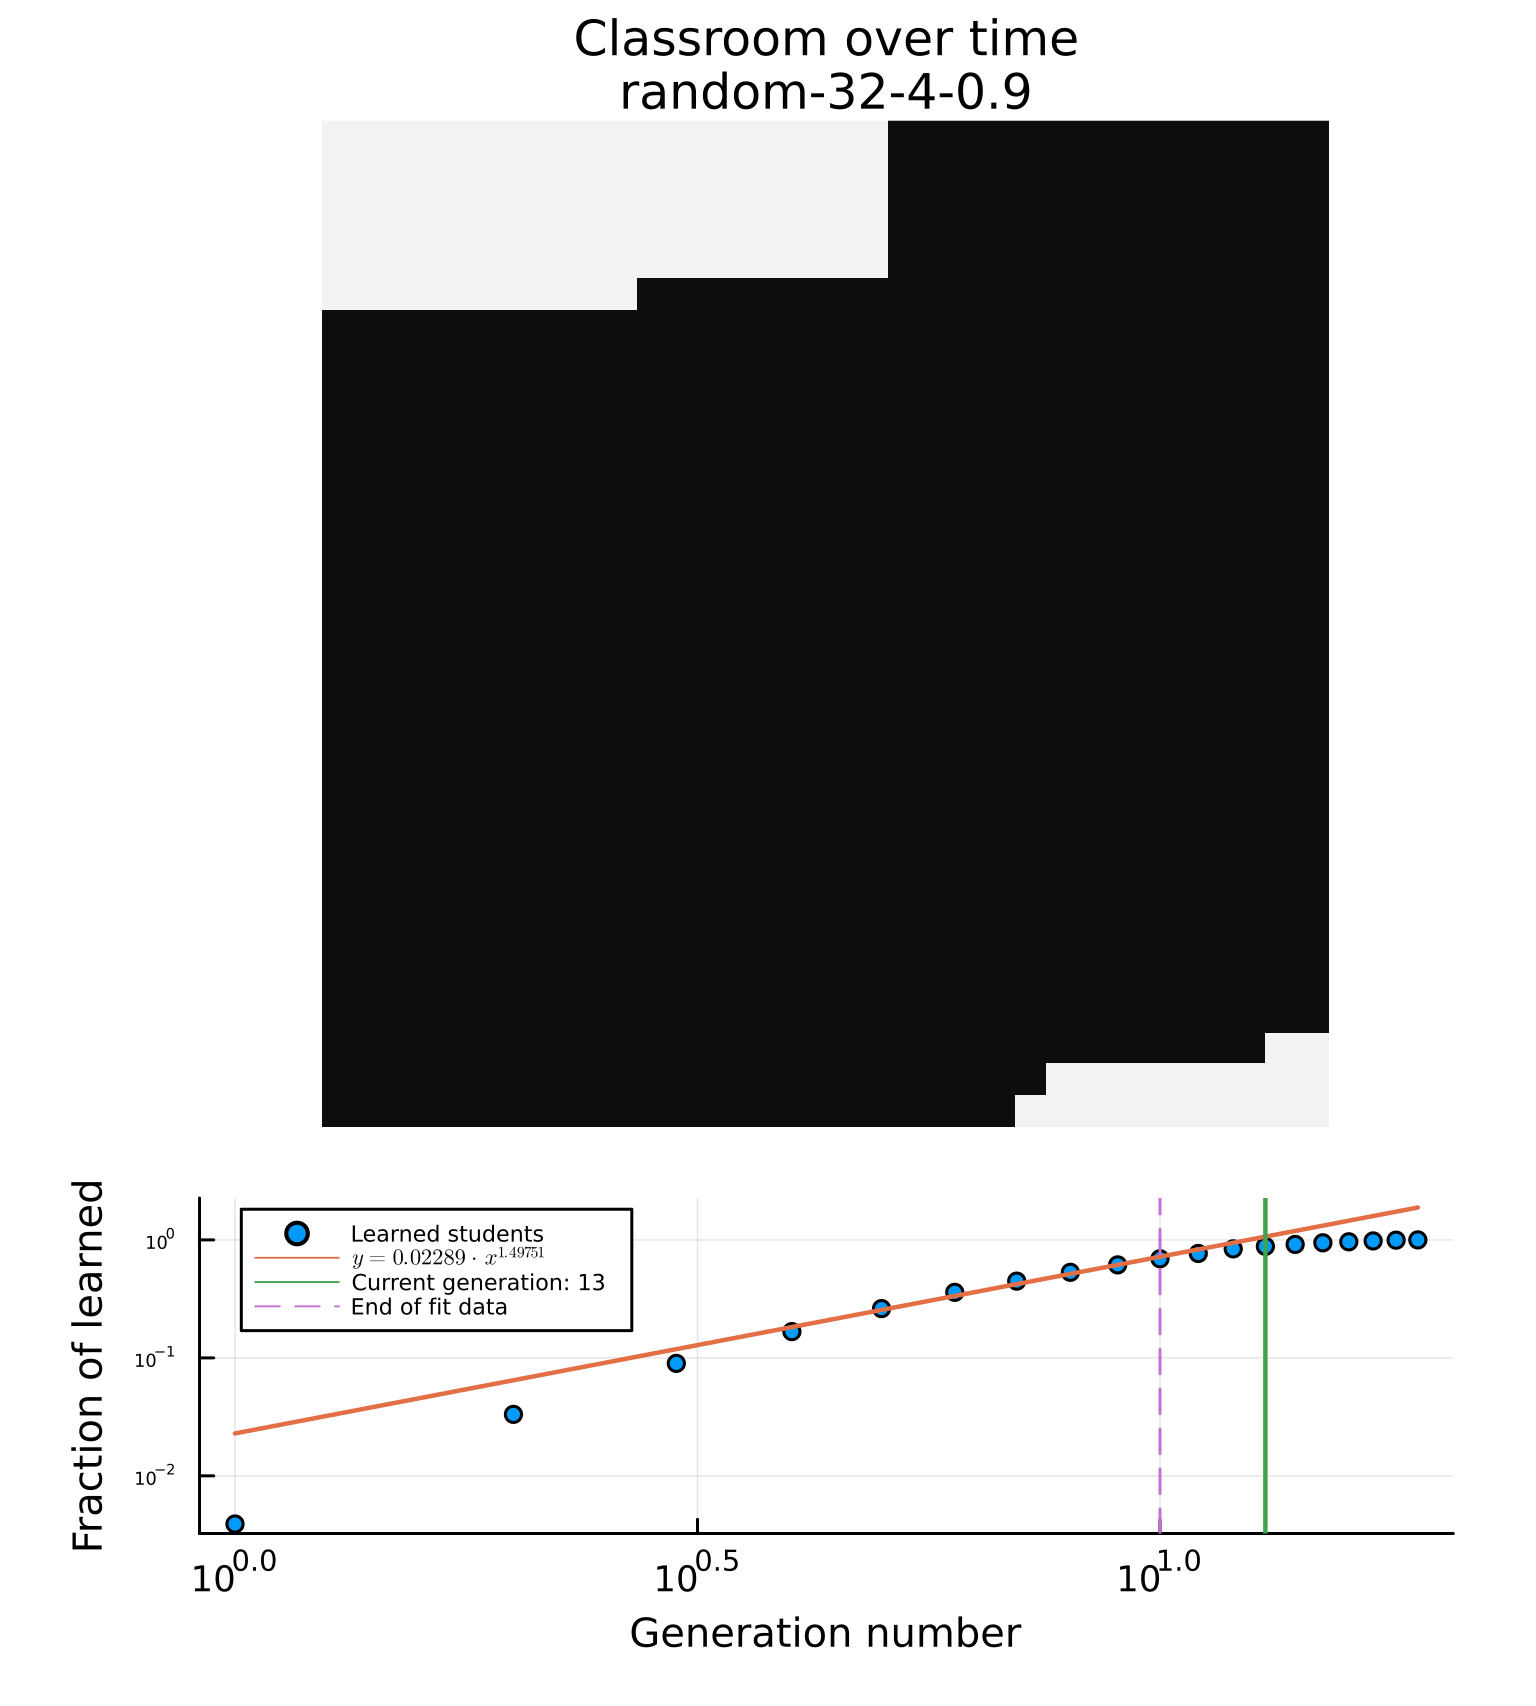 Classroom over time
random-32-4-0.9
Fraction of learned
10^0
10^-1
10^-2
Learned students
y = 0.02289 · x^1.49751
Current generation: 13
End of fit data
10^0.0
10^0.5
10^1.0
Generation number